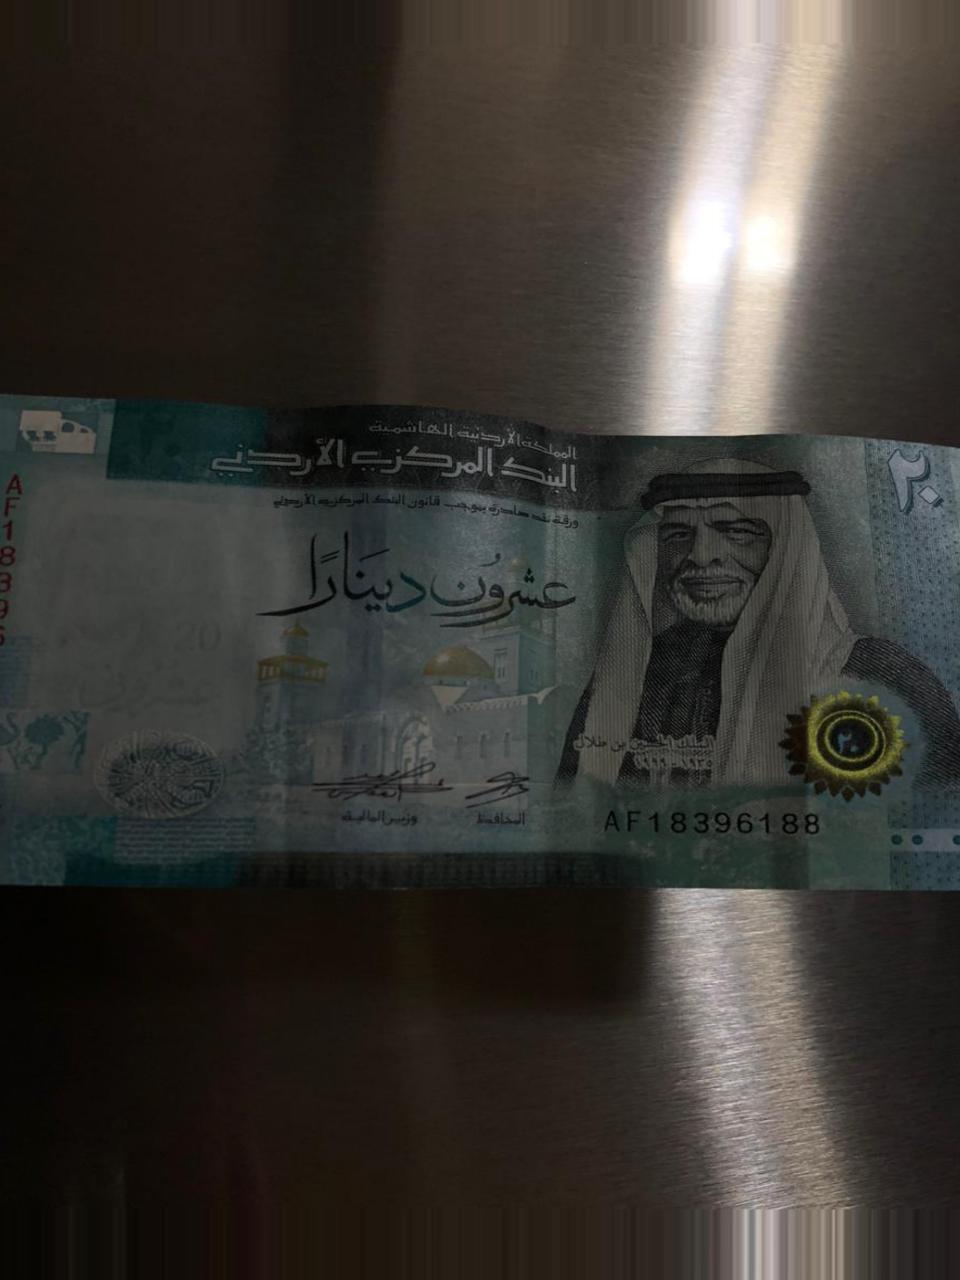 المملكة الأردنية الهاشمية
البنك المركزي الأردني
ورقة نقد صادرة بموجب قانون البنك المركزي الأردني
٢٠
عشرون دينارًا
20
عشرون
الملك الحسين بن طلال
١٩٣٥ - ١٩٩٩
٢٠
المحافظ
وزير المالية
AF18396188
AF18396